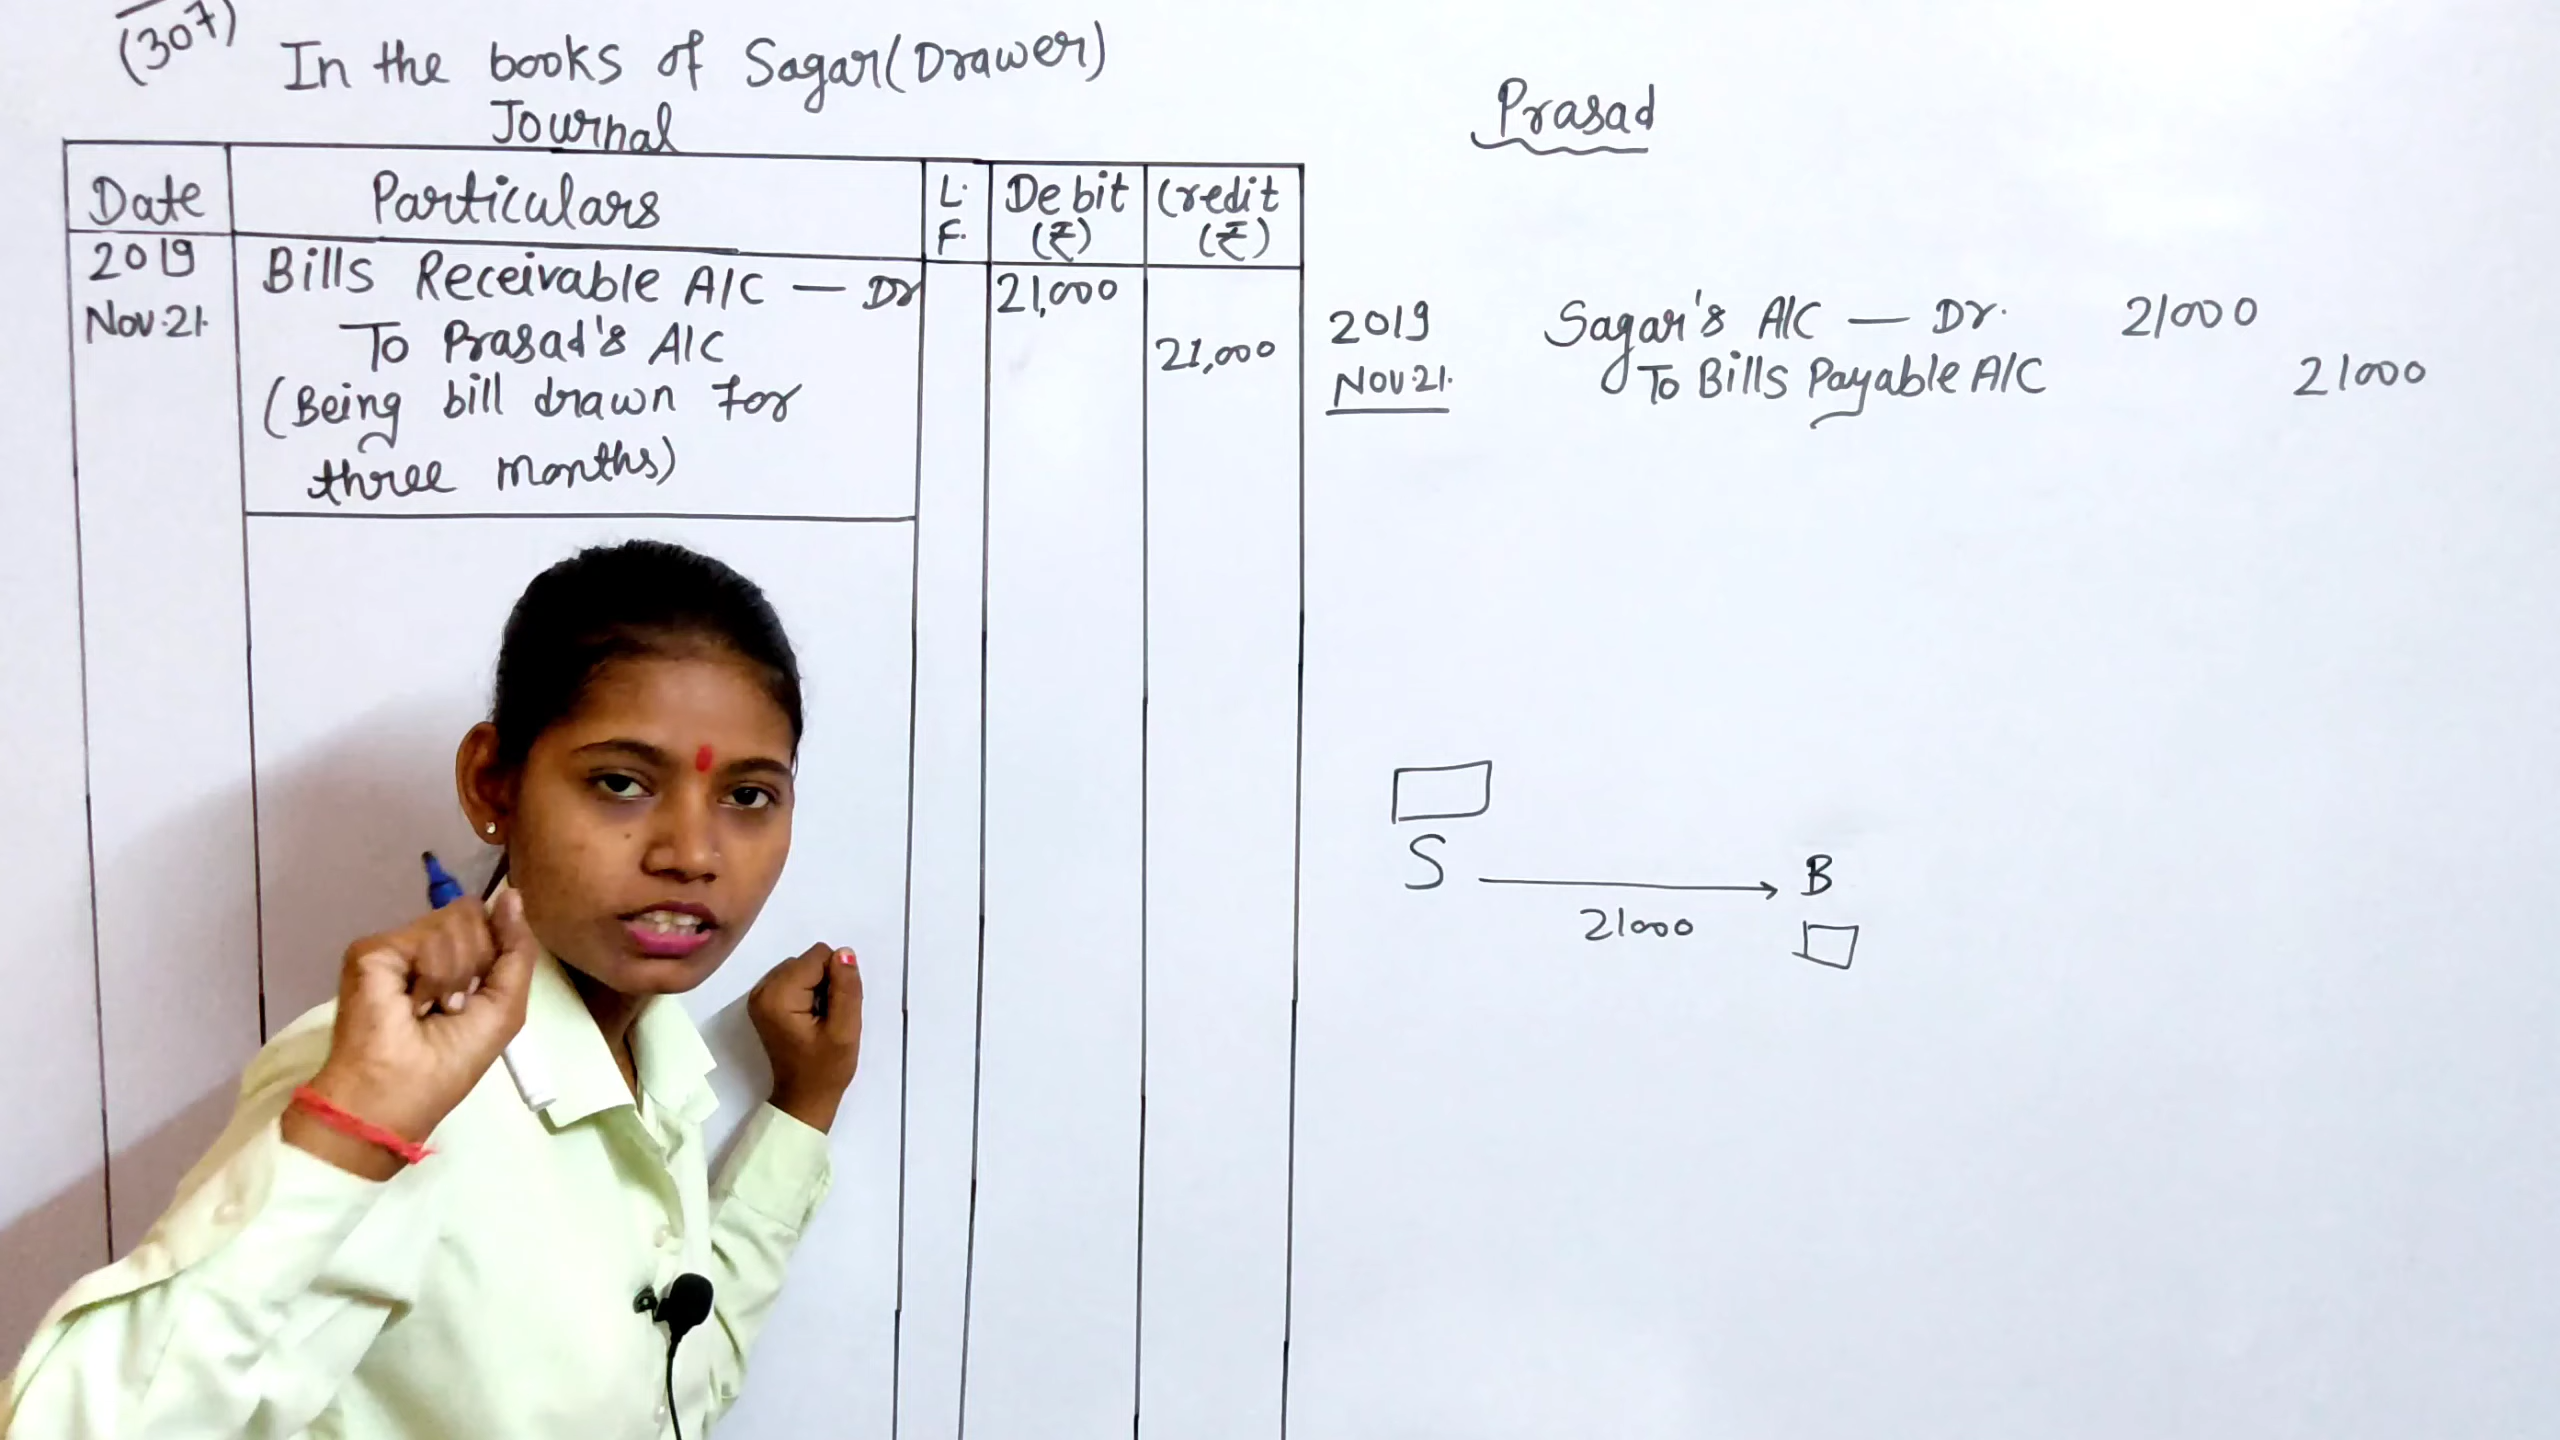 (307)
In the books of Sagar(Drawer)
Journal
Date Particulars L.F. Debit (₹) Credit (₹)
2019 Bills Receivable A/C — Dr 21,000
Nov.21. To Prasad's A/C 21,000
(Being bill drawn for
three months)
Prasad
2019 Sagar's A/C — Dr. 21000
Nov.21. To Bills Payable A/C 21000
S B
21000